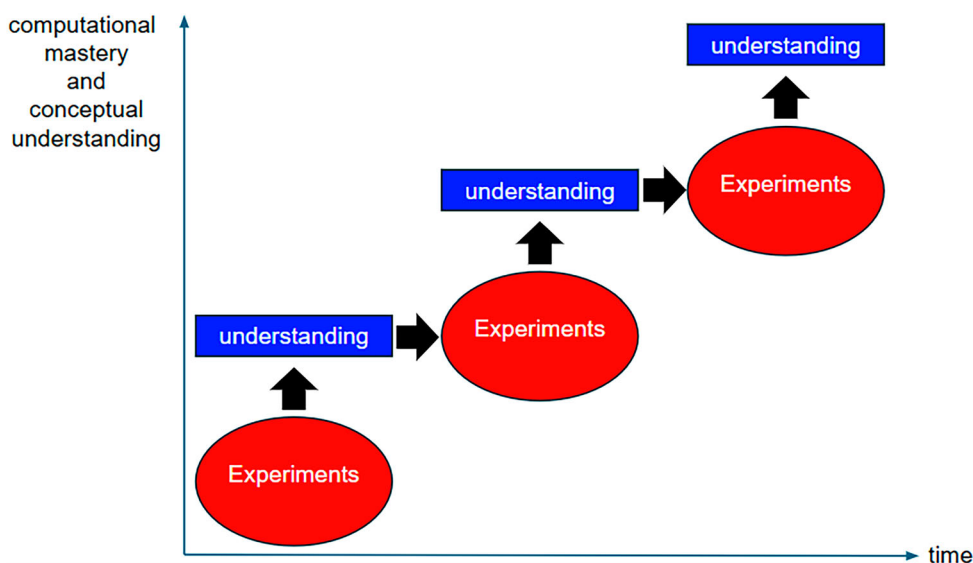 computational
mastery
and
conceptual
understanding
understanding
Experiments
understanding
Experiments
understanding
Experiments
time